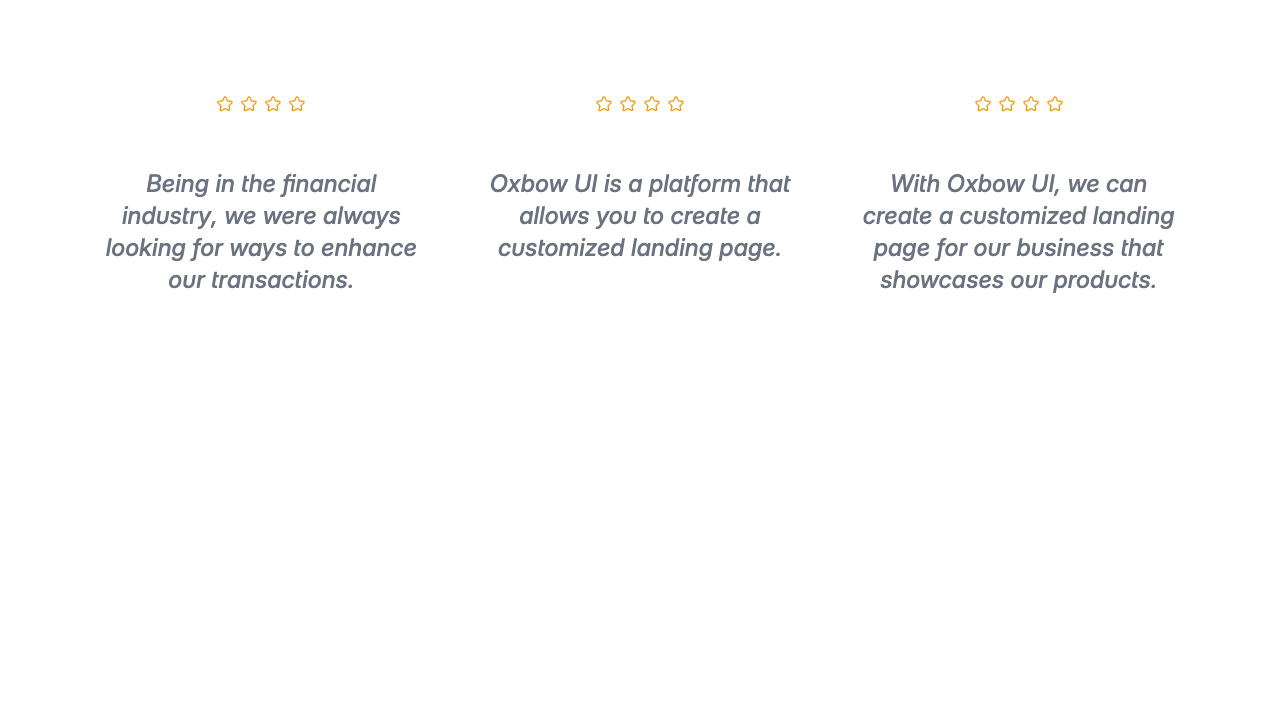 Being in the financial
industry, we were always
looking for ways to enhance
our transactions.
Oxbow UI is a platform that
allows you to create a
customized landing page.
With Oxbow UI, we can
create a customized landing
page for our business that
showcases our products.